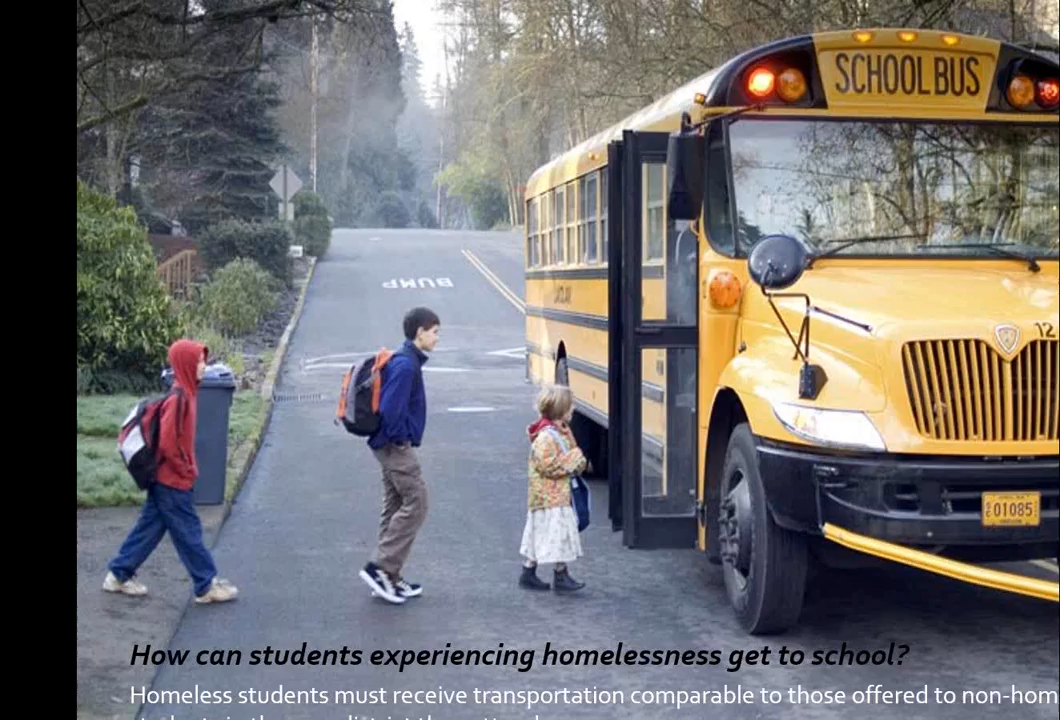 SCHOOL BUS
BUMP
12
01085
How can students experiencing homelessness get to school?
Homeless students must receive transportation comparable to those offered to non-hom